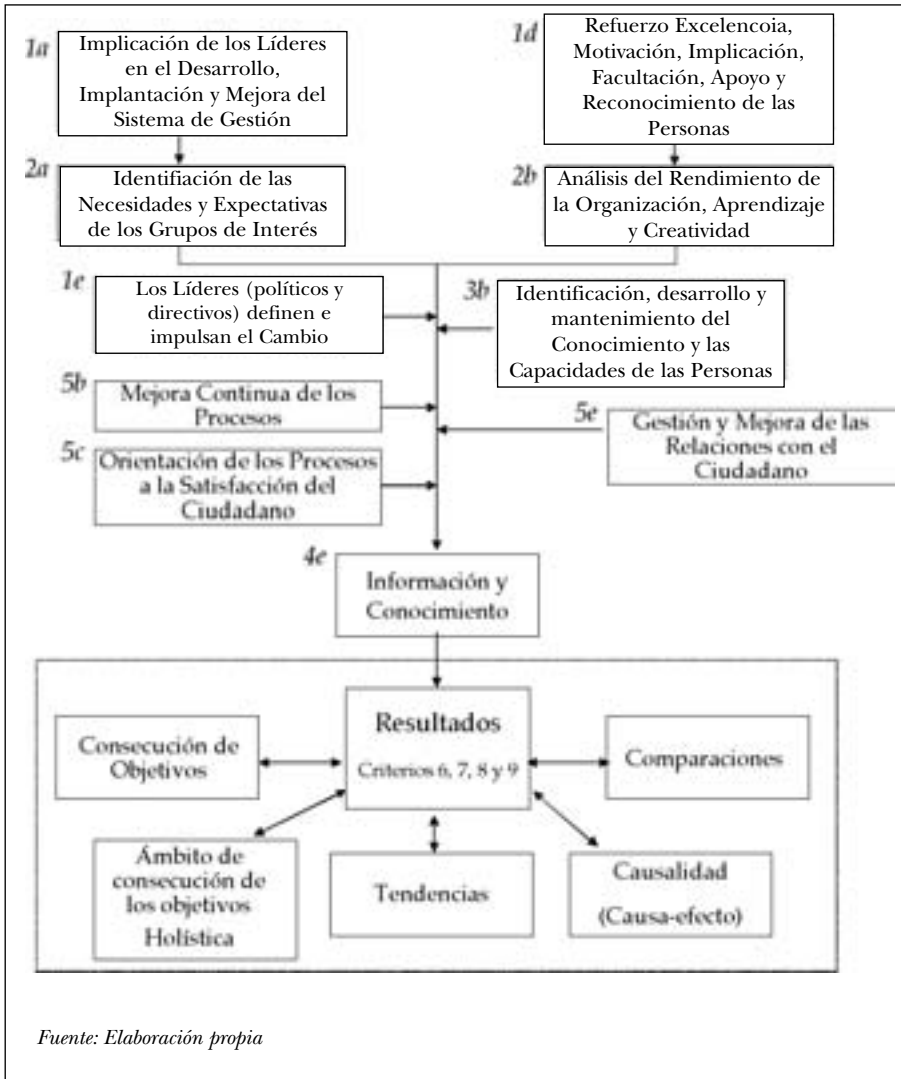 1a
Implicación de los Líderes
en el Desarrollo,
Implantación y Mejora del
Sistema de Gestión
1d
Refuerzo Excelencoia,
Motivación, Implicación,
Facultación, Apoyo y
Reconocimiento de las
Personas
2a
Identifiación de las
Necesidades y Expectativas
de los Grupos de Interés
2b
Análisis del Rendimiento de
la Organización, Aprendizaje
y Creatividad
1e
Los Líderes (políticos y
directivos) definen e
impulsan el Cambio
3b
Identificación, desarrollo y
mantenimiento del
Conocimiento y las
Capacidades de las Personas
5b
Mejora Continua de los
Procesos
5e
Gestión y Mejora de las
Relaciones con el
Ciudadano
5c
Orientación de los Procesos
a la Satisfacción del
Ciudadano
4e
Información y
Conocimiento
Resultados
Criterios 6, 7, 8 y 9
Consecución de
Objetivos
Comparaciones
Ámbito de
consecución de
los objetivos
Holística
Tendencias
Causalidad
(Causa-efecto)
Fuente: Elaboración propia